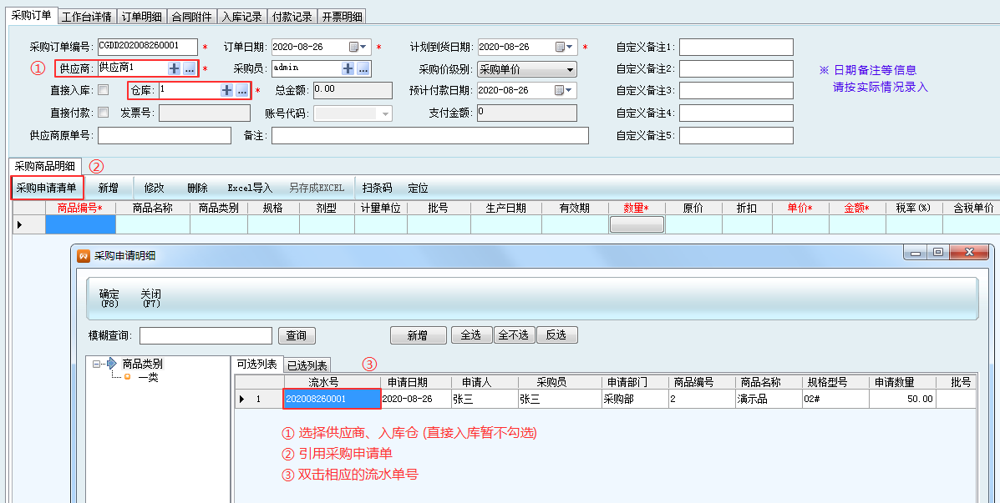 采购订单 工作台详情 订单明细 合同附件 入库记录 付款记录 开票明细
采购订单编号: CGDD202008260001 * 订单日期: 2020-08-26 * 计划到货日期: 2020-08-26 * 自定义备注1:
① 供应商: 供应商1 * 采购员: admin 采购价级别: 采购单价 自定义备注2: ※ 日期备注等信息
直接入库: 仓库: 1 * 总金额: 0.00 预计付款日期: 2020-08-26 自定义备注3: 请按实际情况录入
直接付款: 发票号: 账号代码: 支付金额: 0 自定义备注4:
供应商原单号: 备注: 自定义备注5:
采购商品明细 ②
采购申请清单 新增 修改 删除 Excel导入 另存成EXCEL 扫条码 定位
商品编号* 商品名称 商品类别 规格 剂型 计量单位 批号 生产日期 有效期 数量* 原价 折扣 单价* 金额* 税率(%) 含税单价
采购申请明细
确定 关闭
(F8) (F7)
模糊查询: 查询 新增 全选 全不选 反选
商品类别 可选列表 已选列表 ③
一类 流水号 申请日期 申请人 采购员 申请部门 商品编号 商品名称 规格型号 申请数量 批号
1 202008260001 2020-08-26 张三 张三 采购部 2 演示品 02# 50.00
① 选择供应商、入库仓 (直接入库暂不勾选)
② 引用采购申请单
③ 双击相应的流水单号